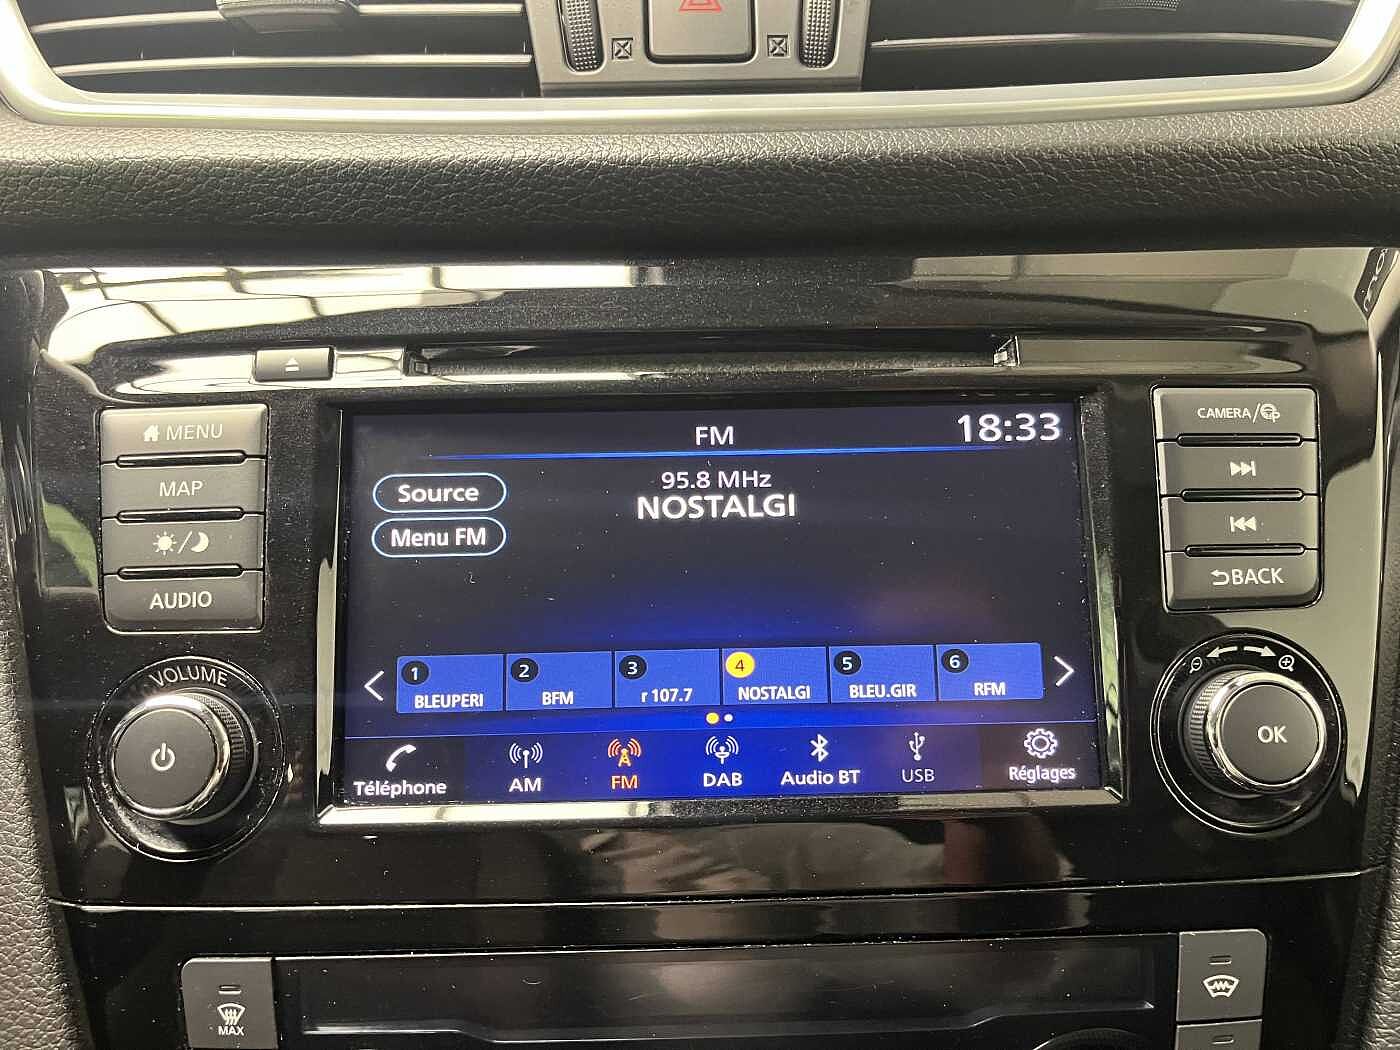 MENU
MAP
AUDIO
VOLUME
FM
18:33
95.8 MHz
NOSTALGI
Source
Menu FM
1
BLEUPERI
2
BFM
3
r 107.7
4
NOSTALGI
5
BLEU.GIR
6
RFM
Téléphone
AM
FM
DAB
Audio BT
USB
Réglages
CAMERA/
BACK
OK
MAX